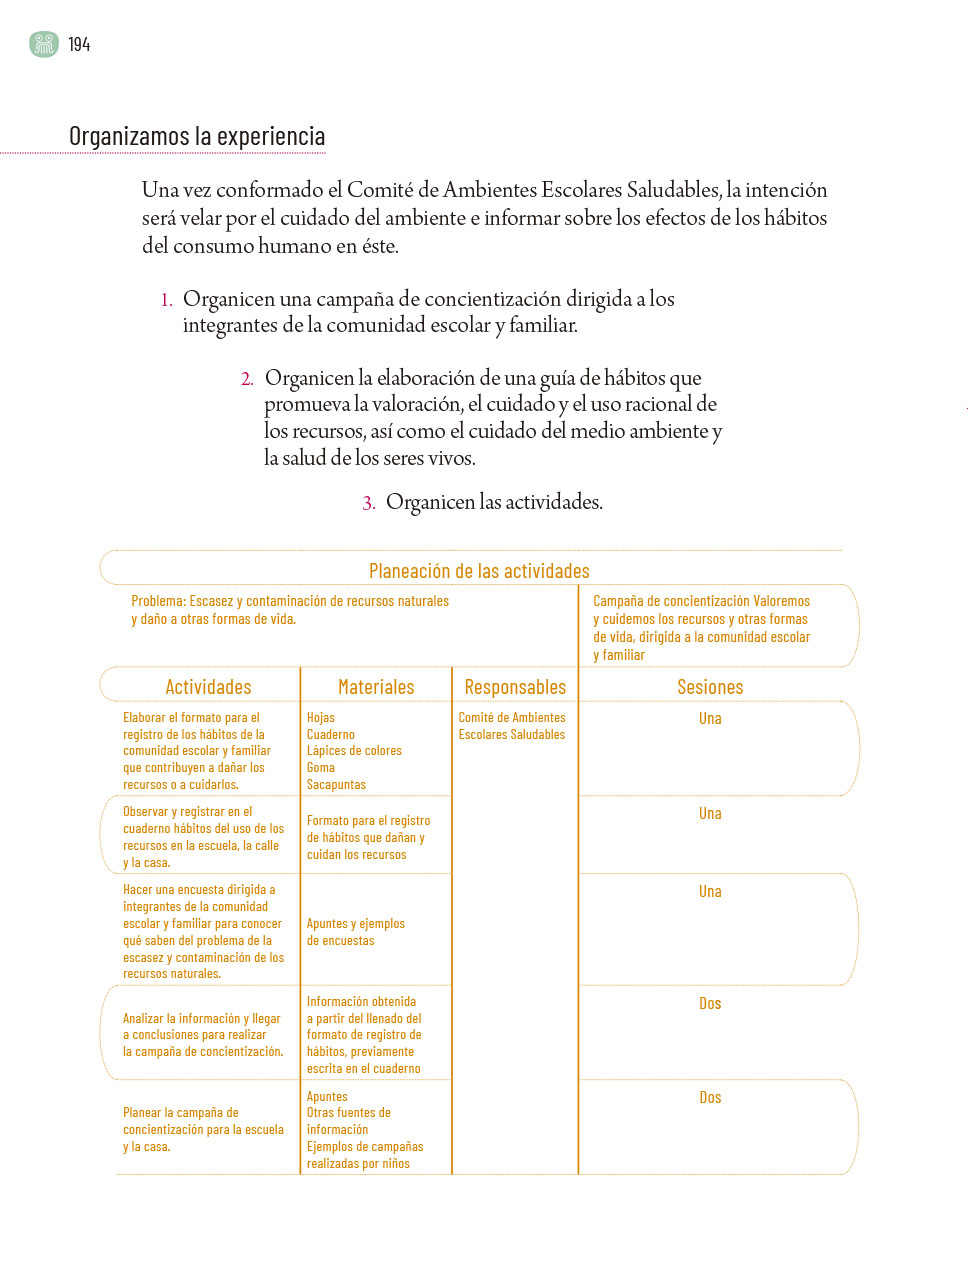 194
Organizamos la experiencia
Una vez conformado el Comité de Ambientes Escolares Saludables, la intención
será velar por el cuidado del ambiente e informar sobre los efectos de los hábitos
del consumo humano en éste.
1. Organicen una campaña de concientización dirigida a los
integrantes de la comunidad escolar y familiar.
2. Organicen la elaboración de una guía de hábitos que
promueva la valoración, el cuidado y el uso racional de
los recursos, así como el cuidado del medio ambiente y
la salud de los seres vivos.
3. Organicen las actividades.
Planeación de las actividades
Problema: Escasez y contaminación de recursos naturales
y daño a otras formas de vida.
Campaña de concientización Valoremos
y cuidemos los recursos y otras formas
de vida, dirigida a la comunidad escolar
y familiar
Actividades
Materiales
Responsables
Sesiones
Elaborar el formato para el
registro de los hábitos de la
comunidad escolar y familiar
que contribuyen a dañar los
recursos o a cuidarlos.
Hojas
Cuaderno
Lápices de colores
Goma
Sacapuntas
Comité de Ambientes
Escolares Saludables
Una
Observar y registrar en el
cuaderno hábitos del uso de los
recursos en la escuela, la calle
y la casa.
Formato para el registro
de hábitos que dañan y
cuidan los recursos
Una
Hacer una encuesta dirigida a
integrantes de la comunidad
escolar y familiar para conocer
qué saben del problema de la
escasez y contaminación de los
recursos naturales.
Apuntes y ejemplos
de encuestas
Una
Analizar la información y llegar
a conclusiones para realizar
la campaña de concientización.
Información obtenida
a partir del llenado del
formato de registro de
hábitos, previamente
escrita en el cuaderno
Dos
Planear la campaña de
concientización para la escuela
y la casa.
Apuntes
Otras fuentes de
información
Ejemplos de campañas
realizadas por niños
Dos